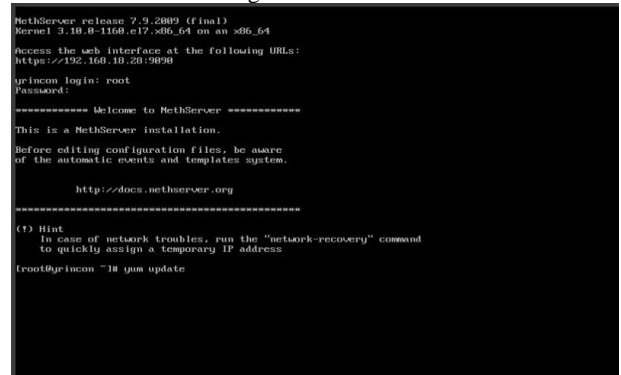 NethServer release 7.9.2009 (final)
Kernel 3.10.0-1160.el7.x86_64 on an x86_64
Access the web interface at the following URLs:
https://192.168.18.28:9090
yrincon login: root
Password:
************ Welcome to NethServer ************
This is a NethServer installation.
Before editing configuration files, be aware
of the automatic events and templates system.
http://docs.nethserver.org
************************************************
(!) Hint
In case of network troubles, run the "network-recovery" command
to quickly assign a temporary IP address
[root@yrincon ~]# yum update